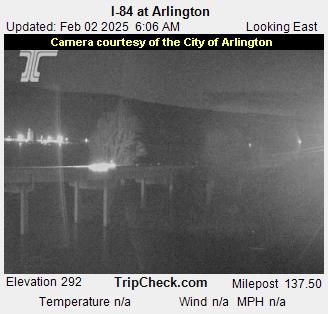 I-84 at Arlington
Updated: Feb 02 2025 6:06 AM Looking East
Camera courtesy of the City of Arlington
Elevation 292 TripCheck.com Milepost 137.50
Temperature n/a Wind n/a MPH n/a